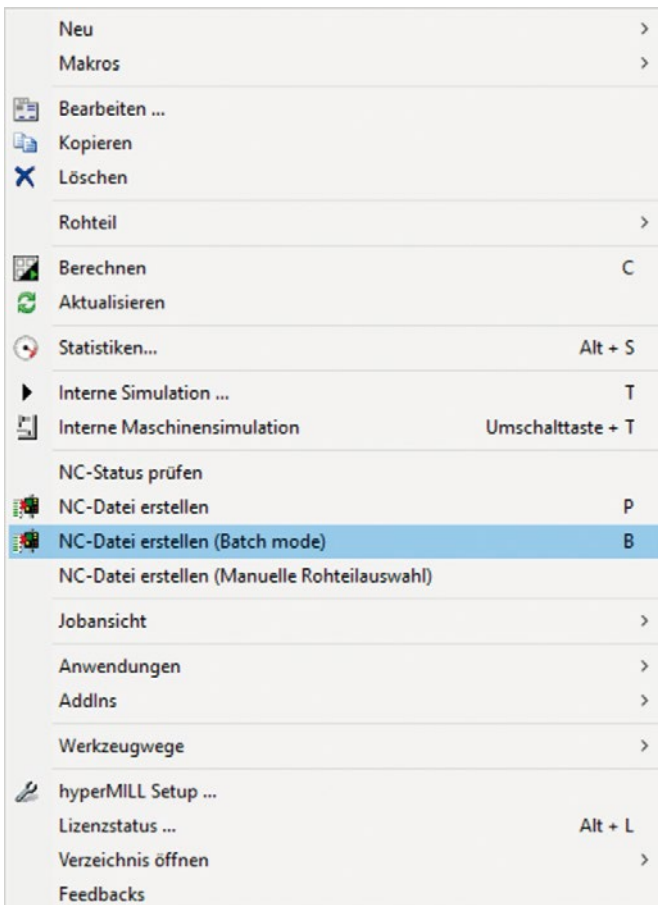 Neu
Makros
Bearbeiten ...
Kopieren
Löschen
Rohteil
Berechnen C
Aktualisieren
Statistiken... Alt + S
Interne Simulation ... T
Interne Maschinensimulation Umschalttaste + T
NC-Status prüfen
NC-Datei erstellen P
NC-Datei erstellen (Batch mode) B
NC-Datei erstellen (Manuelle Rohteilauswahl)
Jobansicht
Anwendungen
AddIns
Werkzeugwege
hyperMILL Setup ...
Lizenzstatus ... Alt + L
Verzeichnis öffnen
Feedbacks